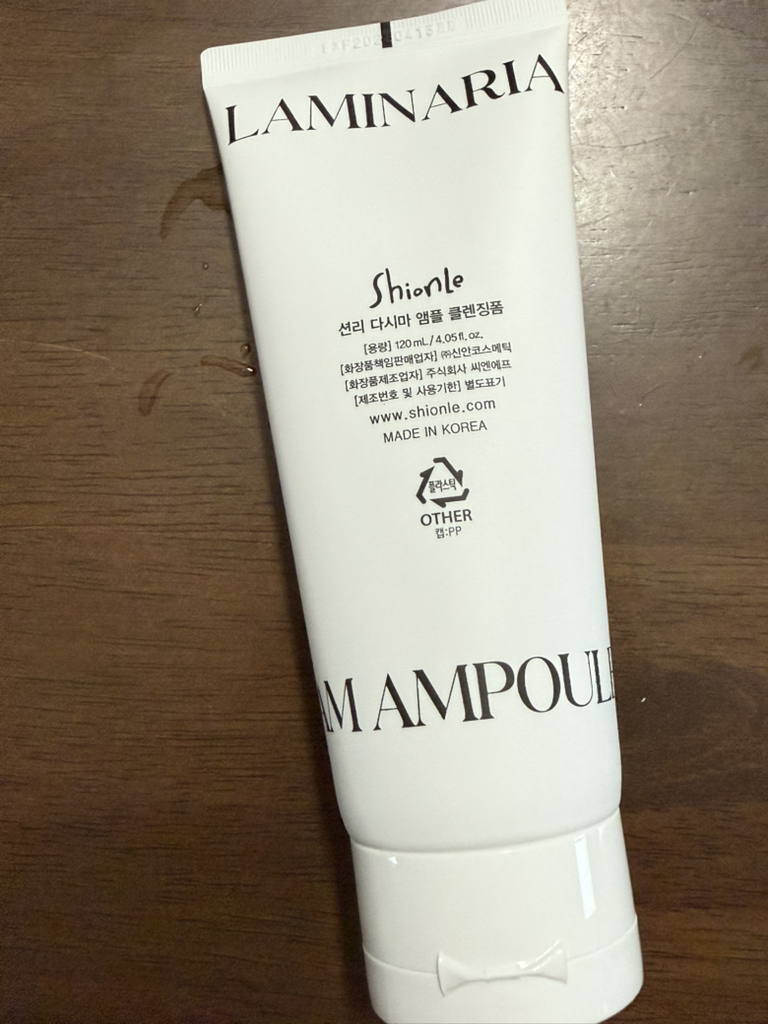 LAMINARIA
Shionle
션리 다시마 앰플 클렌징폼
[용량] 120 mL / 4.05 fl. oz.
[화장품책임판매업자] ㈜신안코스메틱
[화장품제조업자] 주식회사 씨엔에프
[제조번호 및 사용기한] 별도표기
www.shionle.com
MADE IN KOREA
플라스틱
OTHER
캡:PP
AM AMPOULE